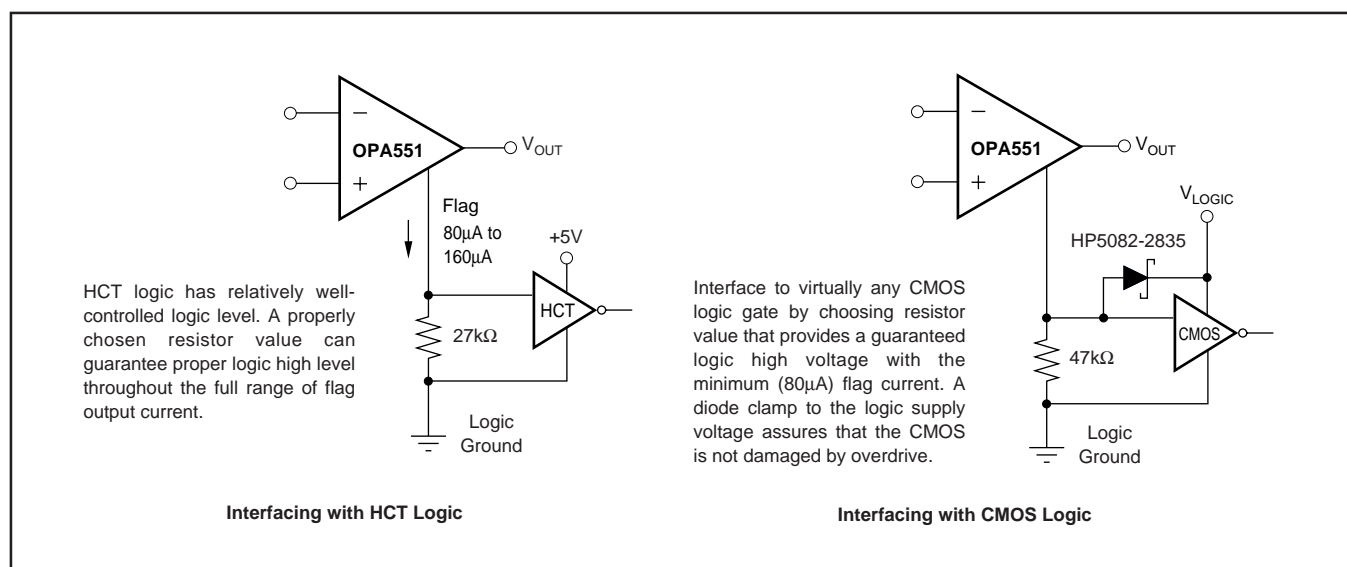 −
OPA551
+
VOUT
Flag
80µA to
160µA
+5V
HCT
27kΩ
Logic
Ground
HCT logic has relatively well-
controlled logic level. A properly
chosen resistor value can
guarantee proper logic high level
throughout the full range of flag
output current.
Interfacing with HCT Logic
−
OPA551
+
VOUT
VLOGIC
HP5082-2835
CMOS
47kΩ
Logic
Ground
Interface to virtually any CMOS
logic gate by choosing resistor
value that provides a guaranteed
logic high voltage with the
minimum (80µA) flag current. A
diode clamp to the logic supply
voltage assures that the CMOS
is not damaged by overdrive.
Interfacing with CMOS Logic